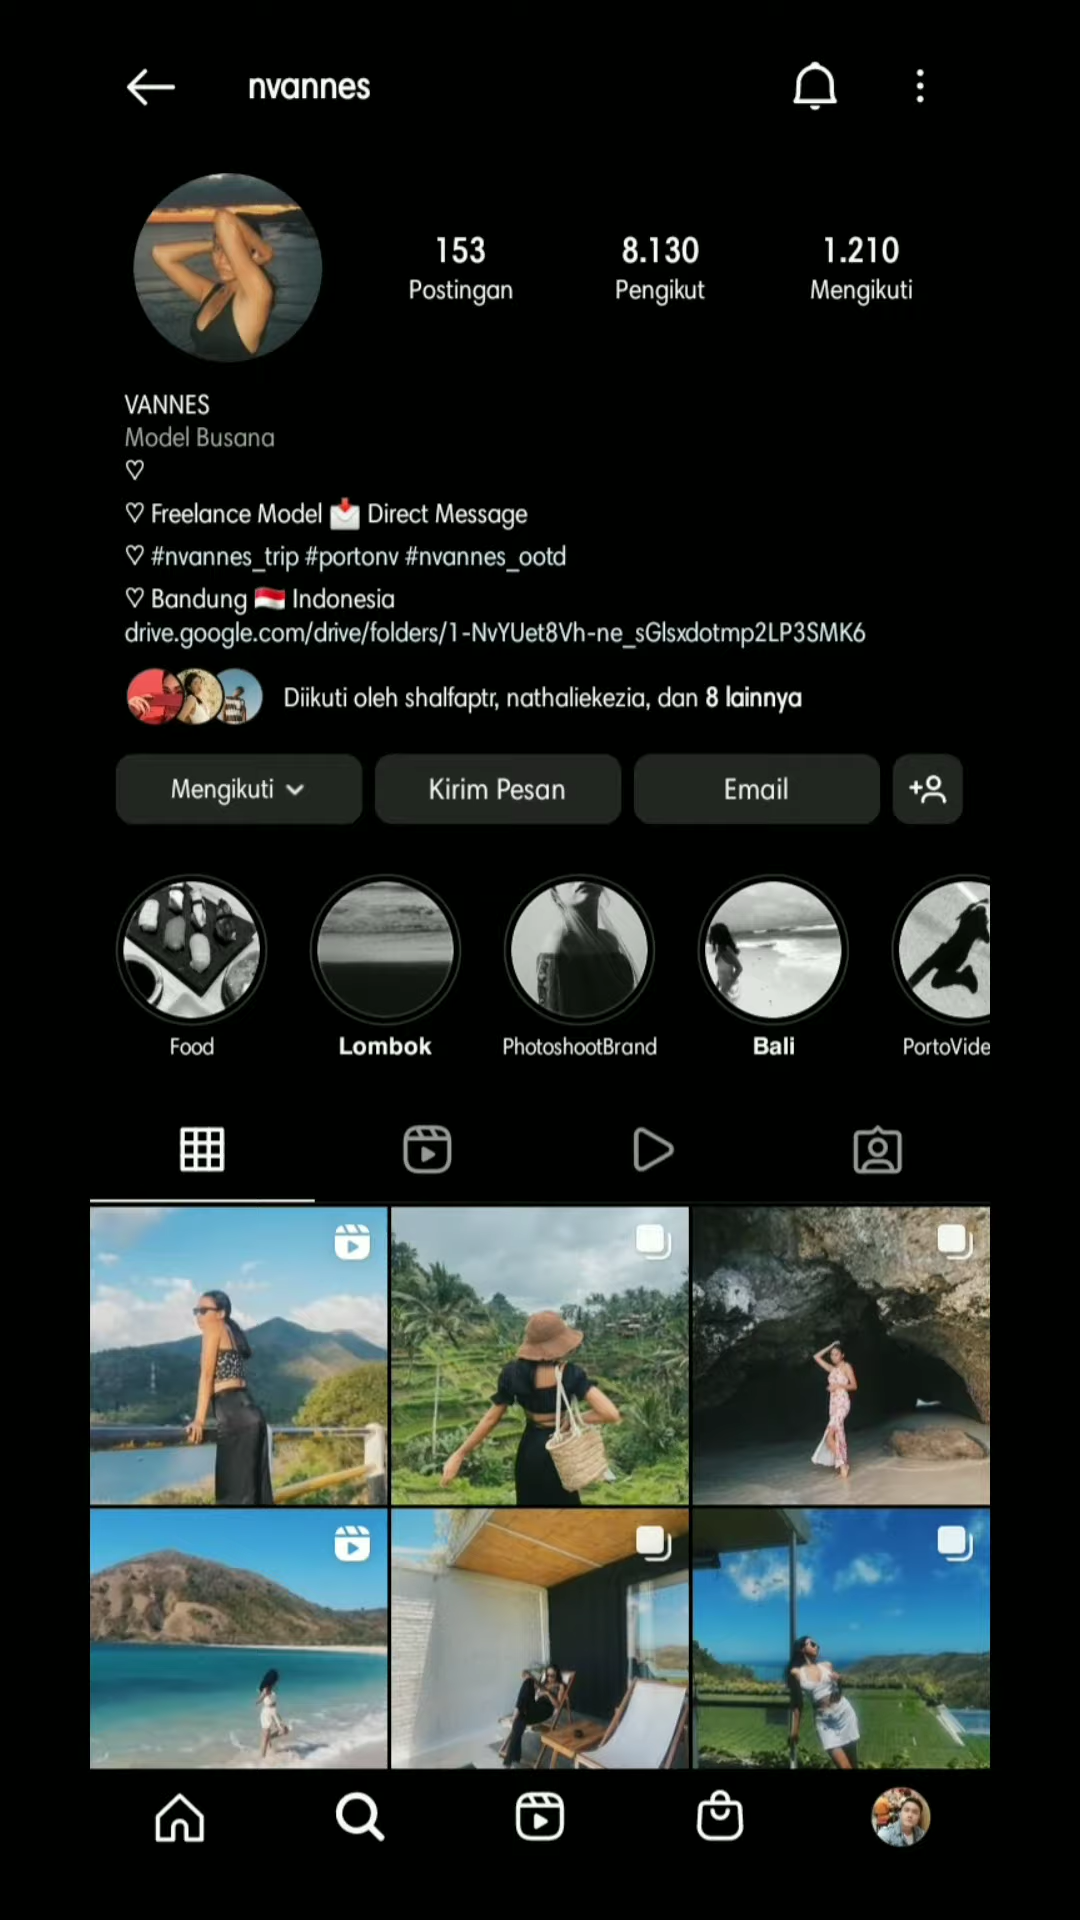 nvannes
153
8.130
1.210
Postingan
Pengikut
Mengikuti
VANNES
Model Busana
♡
♡ Freelance Model 📩 Direct Message
♡ #nvannes_trip #portonv #nvannes_ootd
♡ Bandung 🇮🇩 Indonesia
drive.google.com/drive/folders/1-NvYUet8Vh-ne_sGlsxdotmp2LP3SMK6
Diikuti oleh shalfaptr, nathaliekezia, dan 8 lainnya
Mengikuti
Kirim Pesan
Email
Food
Lombok
PhotoshootBrand
Bali
PortoVide